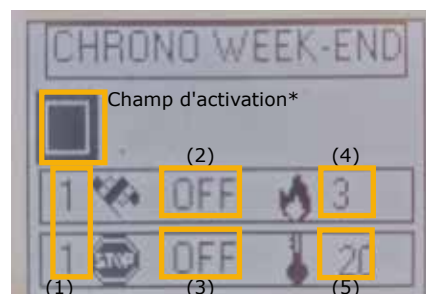 CHRONO WEEK-END
Champ d'activation*
(2) (4)
1 OFF 3
1 STOP OFF 20
(1) (3) (5)